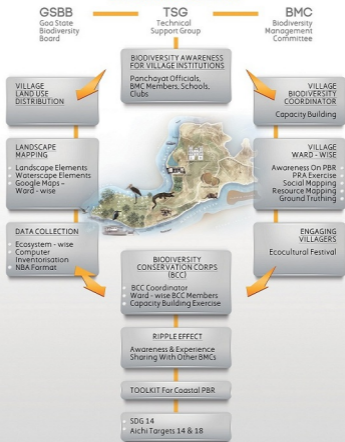 GSBB
Goa State
Biodiversity
Board
TSG
Technical
Support Group
BMC
Biodiversity
Management
Committee
BIODIVERSITY AWARENESS
FOR VILLAGE INSTITUTIONS
Panchayat Officials,
BMC Members, Schools,
Clubs
VILLAGE
LAND USE
DISTRIBUTION
VILLAGE
BIODIVERSITY
COORDINATOR
Capacity Building
LANDSCAPE
MAPPING
Landscape Elements
Waterscape Elements
Google Maps -
Ward - wise
VILLAGE
WARD - WISE
Awareness On PBR
PRA Exercise
Social Mapping
Resource Mapping
Ground Truthing
DATA COLLECTION
Ecosystem - wise
Computer
Inventorisation
NBA Format
ENGAGING
VILLAGERS
Ecocultural Festival
BIODIVERSITY
CONSERVATION CORPS
(BCC)
BCC Coordinator
Ward - wise BCC Members
Capacity Building Exercise
RIPPLE EFFECT
Awareness & Experience
Sharing With Other BMCs
TOOLKIT For Coastal PBR
SDG 14
Aichi Targets 14 & 18